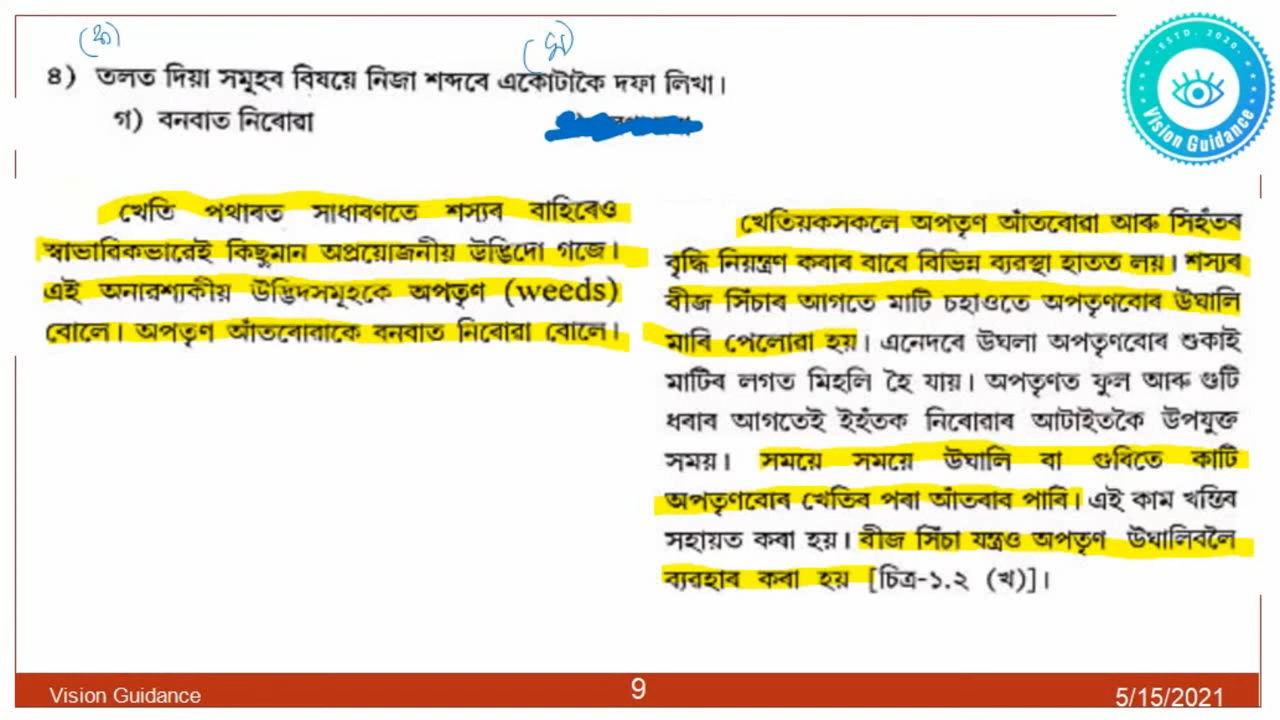 (ক)
(খ)
৪) তলত দিয়া সমূহৰ বিষয়ে নিজা শব্দৰে একোটাকৈ দফা লিখা।
গ) বনবাত নিৰোৱা
ESTD. 2020
Vision Guidance
খেতি পথাৰত সাধাৰণতে শস্যৰ বাহিৰেও
স্বাভাৱিকভাৱেই কিছুমান অপ্ৰয়োজনীয় উদ্ভিদো গজে।
এই অনাৱশ্যকীয় উদ্ভিদসমূহকে অপতৃণ (weeds)
বোলে। অপতৃণ আঁতৰোৱাকে বনবাত নিৰোৱা বোলে।
খেতিয়কসকলে অপতৃণ আঁতৰোৱা আৰু সিহঁতৰ
বৃদ্ধি নিয়ন্ত্ৰণ কৰাৰ বাবে বিভিন্ন ব্যৱস্থা হাতত লয়। শস্যৰ
বীজ সিঁচাৰ আগতে মাটি চহাওতে অপতৃণবোৰ উঘালি
মাৰি পেলোৱা হয়। এনেদৰে উঘলা অপতৃণবোৰ শুকাই
মাটিৰ লগত মিহলি হৈ যায়। অপতৃণত ফুল আৰু গুটি
ধৰাৰ আগতেই ইহঁতক নিৰোৱাৰ আটাইতকৈ উপযুক্ত
সময়। সময়ে সময়ে উঘালি বা গুৰিতে কাটি
অপতৃণবোৰ খেতিৰ পৰা আঁতৰাব পাৰি। এই কাম খন্তিৰ
সহায়ত কৰা হয়। বীজ সিঁচা যন্ত্ৰও অপতৃণ উঘালিবলৈ
ব্যৱহাৰ কৰা হয় [চিত্ৰ-১.২ (খ)]।
Vision Guidance
9
5/15/2021